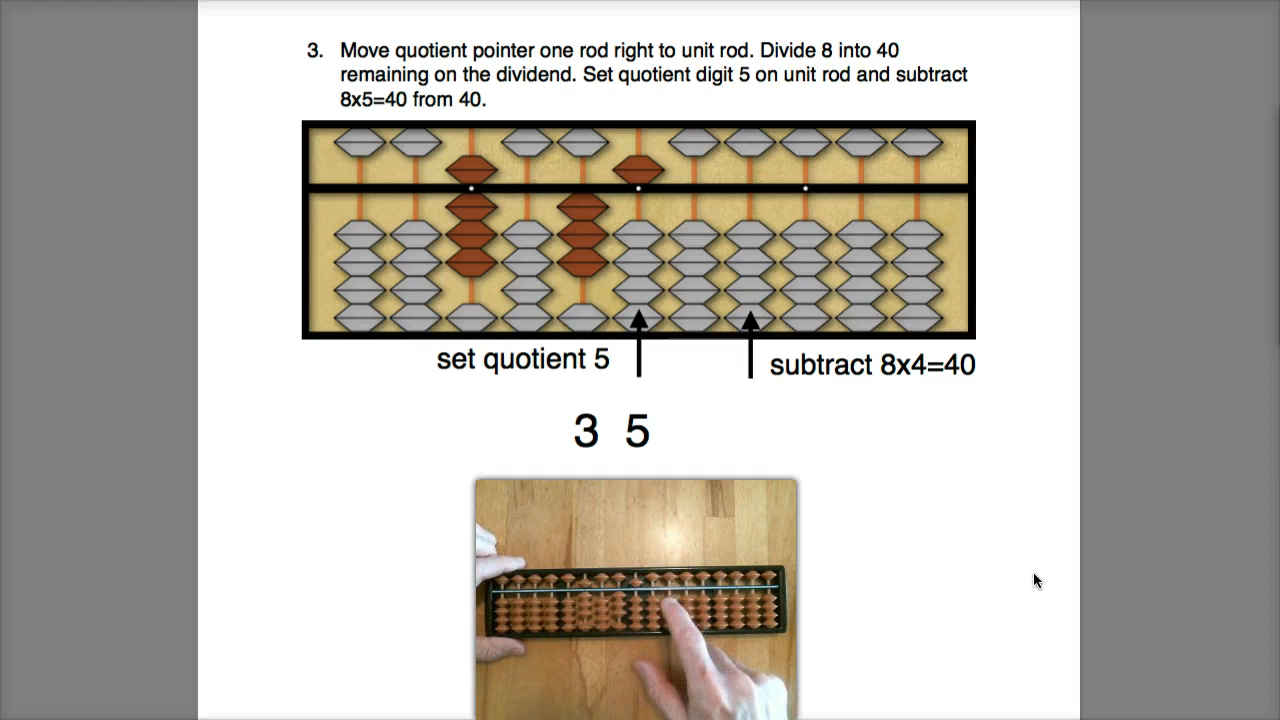 3. Move quotient pointer one rod right to unit rod. Divide 8 into 40
remaining on the dividend. Set quotient digit 5 on unit rod and subtract
8x5=40 from 40.
set quotient 5
subtract 8x4=40
3 5